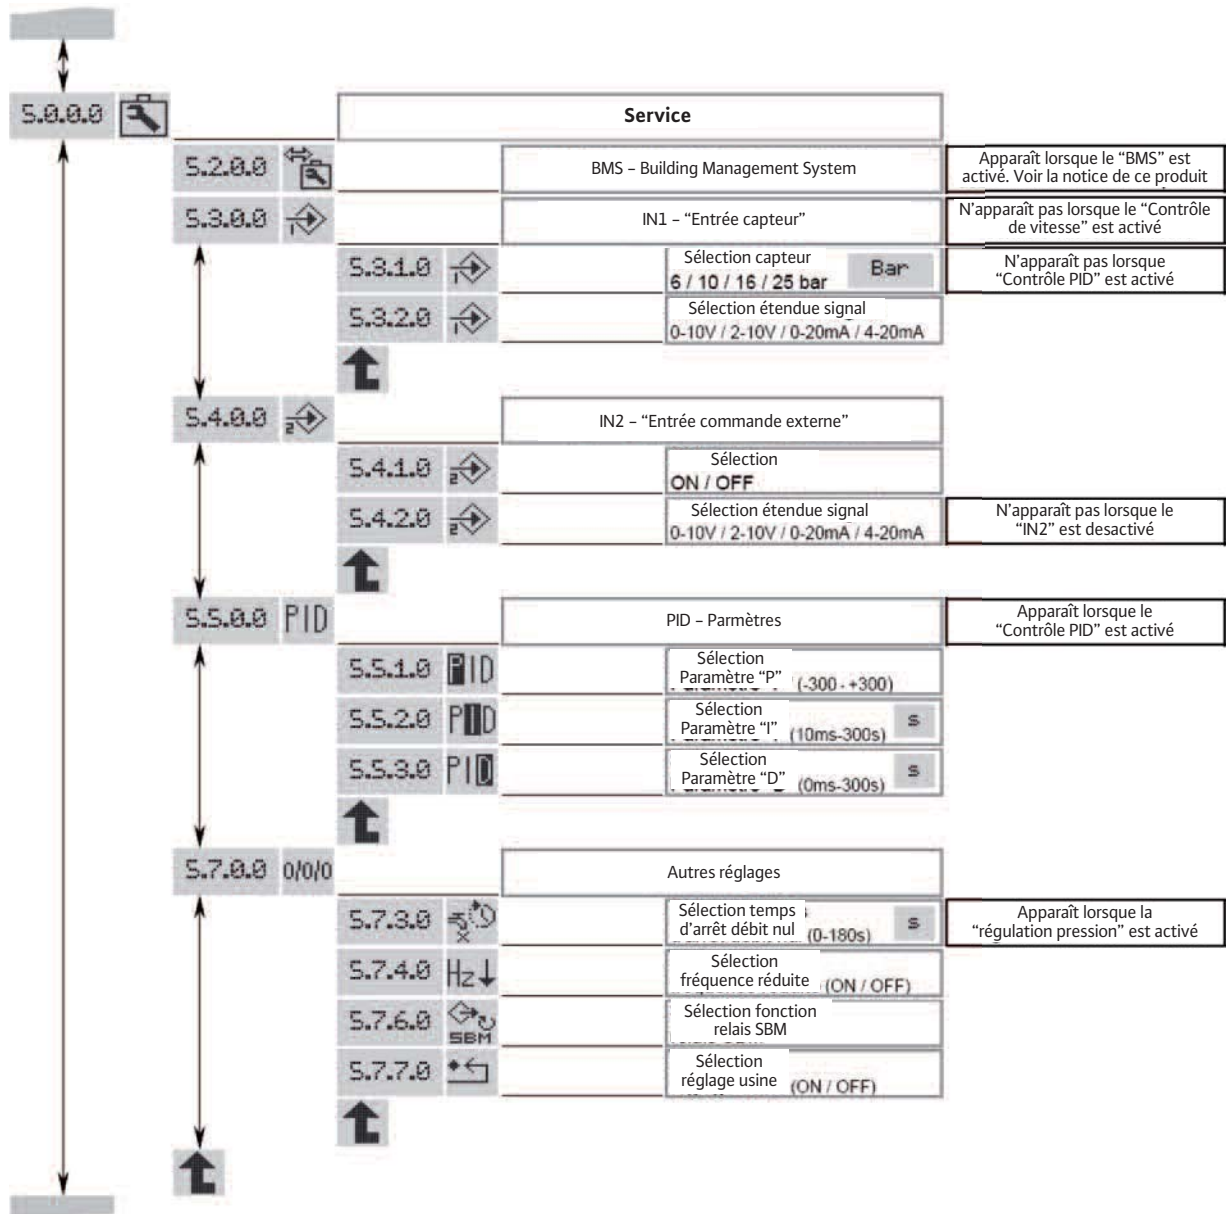 5.0.0.0
Service
5.2.0.0
BMS – Building Management System
Apparaît lorsque le “BMS” est
activé. Voir la notice de ce produit
5.3.0.0
1
IN1 – “Entrée capteur”
N’apparaît pas lorsque le “Contrôle
de vitesse” est activé
5.3.1.0
1
Sélection capteur
6 / 10 / 16 / 25 bar
Bar
N’apparaît pas lorsque
“Contrôle PID” est activé
5.3.2.0
1
Sélection étendue signal
0-10V / 2-10V / 0-20mA / 4-20mA
5.4.0.0
2
IN2 – “Entrée commande externe”
5.4.1.0
2
Sélection
ON / OFF
5.4.2.0
2
Sélection étendue signal
0-10V / 2-10V / 0-20mA / 4-20mA
N’apparaît pas lorsque le
“IN2” est desactivé
5.5.0.0 PID
PID – Parmètres
Apparaît lorsque le
“Contrôle PID” est activé
5.5.1.0 PID
Sélection
Paramètre “P” (-300 - +300)
5.5.2.0 PID
Sélection
Paramètre “I” (10ms-300s)
s
5.5.3.0 PID
Sélection
Paramètre “D” (0ms-300s)
s
5.7.0.0 0/0/0
Autres réglages
5.7.3.0
Sélection temps
d’arrêt débit nul (0-180s)
s
Apparaît lorsque la
“régulation pression” est activé
5.7.4.0 Hz
Sélection
fréquence réduite (ON / OFF)
5.7.6.0 SBM
Sélection fonction
relais SBM
5.7.7.0
Sélection
réglage usine (ON / OFF)